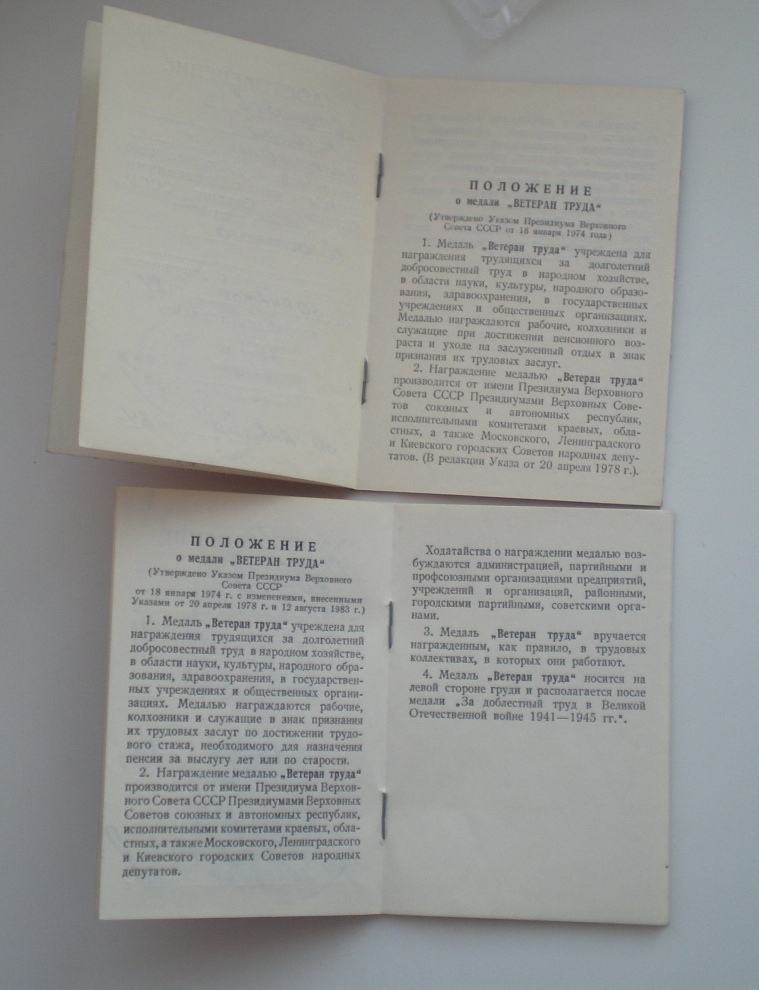 ПОЛОЖЕНИЕ
о медали „ВЕТЕРАН ТРУДА“
(Утверждено Указом Президиума Верховного
Совета СССР от 18 января 1974 года)
1. Медаль „Ветеран труда“ учреждена для
награждения трудящихся за долголетний
добросовестный труд в народном хозяйстве,
в области науки, культуры, народного образо-
вания, здравоохранения, в государственных
учреждениях и общественных организациях.
Медалью награждаются рабочие, колхозники и
служащие при достижении пенсионного воз-
раста и уходе на заслуженный отдых в знак
признания их трудовых заслуг.
2. Награждение медалью „Ветеран труда“
производится от имени Президиума Верховного
Совета СССР Президиумами Верховных Сове-
тов союзных и автономных республик,
исполнительными комитетами краевых, обла-
стных, а также Московского, Ленинградского
и Киевского городских Советов народных депу-
татов. (В редакции Указа от 20 апреля 1978 г.).
ПОЛОЖЕНИЕ
о медали „ВЕТЕРАН ТРУДА“
(Утверждено Указом Президиума Верховного
Совета СССР
от 18 января 1974 г. с изменениями, внесенными
Указами от 20 апреля 1978 г. и 12 августа 1983 г.)
1. Медаль „Ветеран труда“ учреждена для
награждения трудящихся за долголетний
добросовестный труд в народном хозяйстве,
в области науки, культуры, народного обра-
зования, здравоохранения, в государствен-
ных учреждениях и общественных органи-
зациях. Медалью награждаются рабочие,
колхозники и служащие в знак признания
их трудовых заслуг по достижении трудо-
вого стажа, необходимого для назначения
пенсии за выслугу лет или по старости.
2. Награждение медалью „Ветеран труда“
производится от имени Президиума Верхов-
ного Совета СССР Президиумами Верховных
Советов союзных и автономных республик,
исполнительными комитетами краевых, обла-
стных, а также Московского, Ленинградского
и Киевского городских Советов народных
депутатов.
Ходатайства о награждении медалью воз-
буждаются администрацией, партийными и
профсоюзными организациями предприятий,
учреждений и организаций, районными,
городскими партийными, советскими орга-
нами.
3. Медаль „Ветеран труда“ вручается
награжденным, как правило, в трудовых
коллективах, в которых они работают.
4. Медаль „Ветеран труда“ носится на
левой стороне груди и располагается после
медали „За доблестный труд в Великой
Отечественной войне 1941—1945 гг.“.